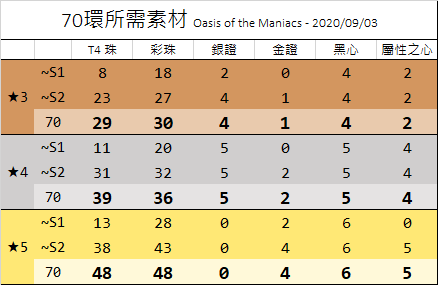 70環所需素材 Oasis of the Maniacs - 2020/09/03
T4 珠 彩珠 銀證 金證 黑心 屬性之心
★3 ~S1 8 18 2 0 4 2
~S2 23 27 4 1 4 2
70 29 30 4 1 4 2
★4 ~S1 11 20 5 0 5 4
~S2 31 32 5 2 5 4
70 39 36 5 2 5 4
★5 ~S1 13 28 0 2 6 0
~S2 38 43 0 4 6 5
70 48 48 0 4 6 5